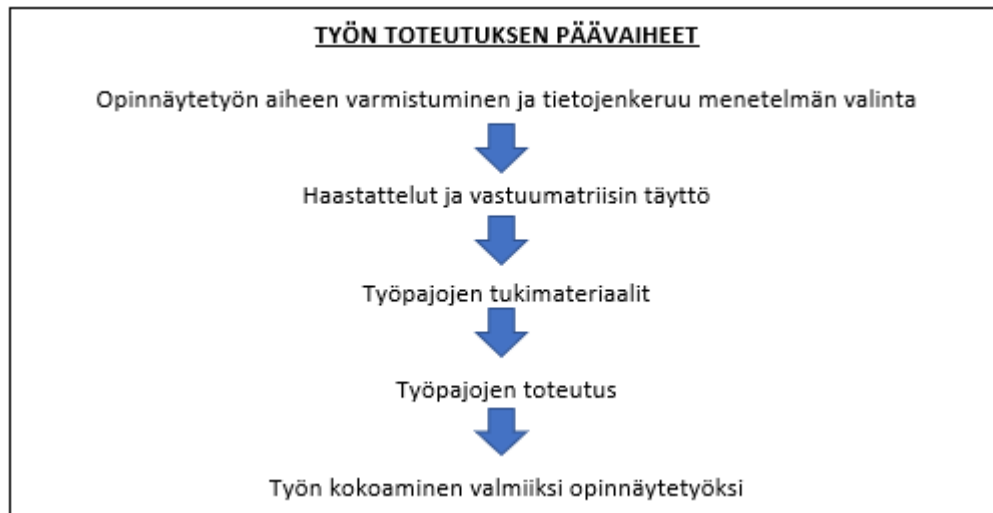 TYÖN TOTEUTUKSEN PÄÄVAIHEET
Opinnäytetyön aiheen varmistuminen ja tietojenkeruu menetelmän valinta
Haastattelut ja vastuumatriisin täyttö
Työpajojen tukimateriaalit
Työpajojen toteutus
Työn kokoaminen valmiiksi opinnäytetyöksi